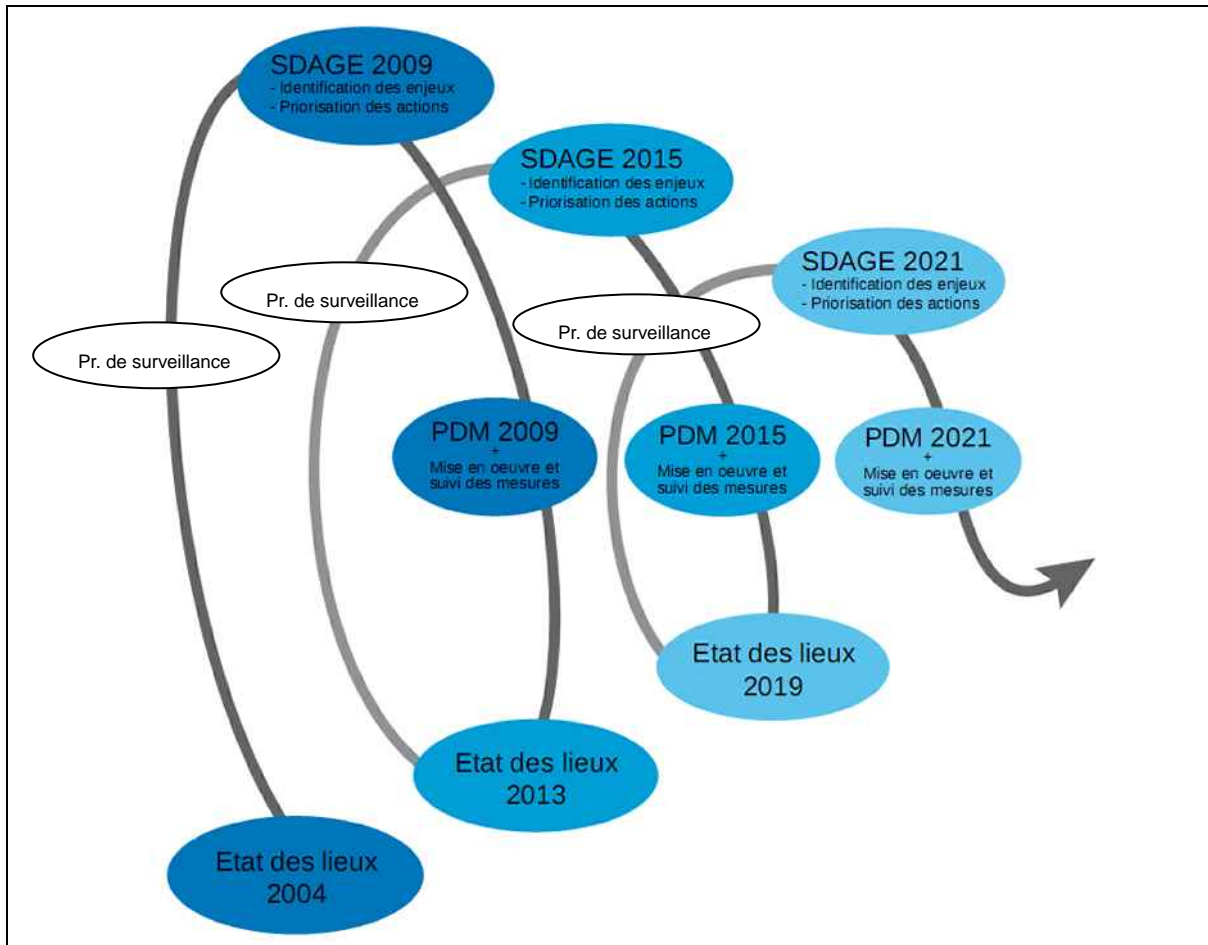 SDAGE 2009
- Identification des enjeux
- Priorisation des actions
SDAGE 2015
- Identification des enjeux
- Priorisation des actions
SDAGE 2021
- Identification des enjeux
- Priorisation des actions
Pr. de surveillance
Pr. de surveillance
Pr. de surveillance
PDM 2009
+
Mise en oeuvre et
suivi des mesures
PDM 2015
+
Mise en oeuvre et
suivi des mesures
PDM 2021
+
Mise en oeuvre et
suivi des mesures
Etat des lieux
2019
Etat des lieux
2013
Etat des lieux
2004